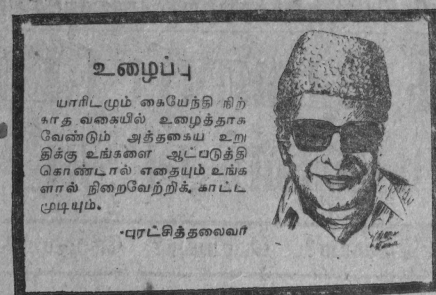 உழைப்பு
யாரிடமும் கையேந்தி நிற்
காத வகையில் உழைத்தாக
வேண்டும் அத்தகைய உறு
திக்கு உங்களை ஆட்படுத்தி
கொண்டால் எதையும் உங்க
ளால் நிறைவேற்றிக் காட்ட
முடியும்.
-புரட்சித்தலைவர்